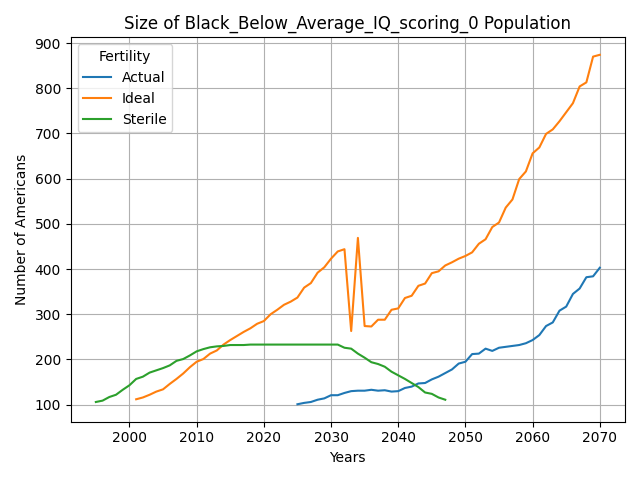 Size of Black_Below_Average_IQ_scoring_0 Population
Number of Americans
900
800
700
600
500
400
300
200
100
Fertility
Actual
Ideal
Sterile
2000 2010 2020 2030 2040 2050 2060 2070
Years